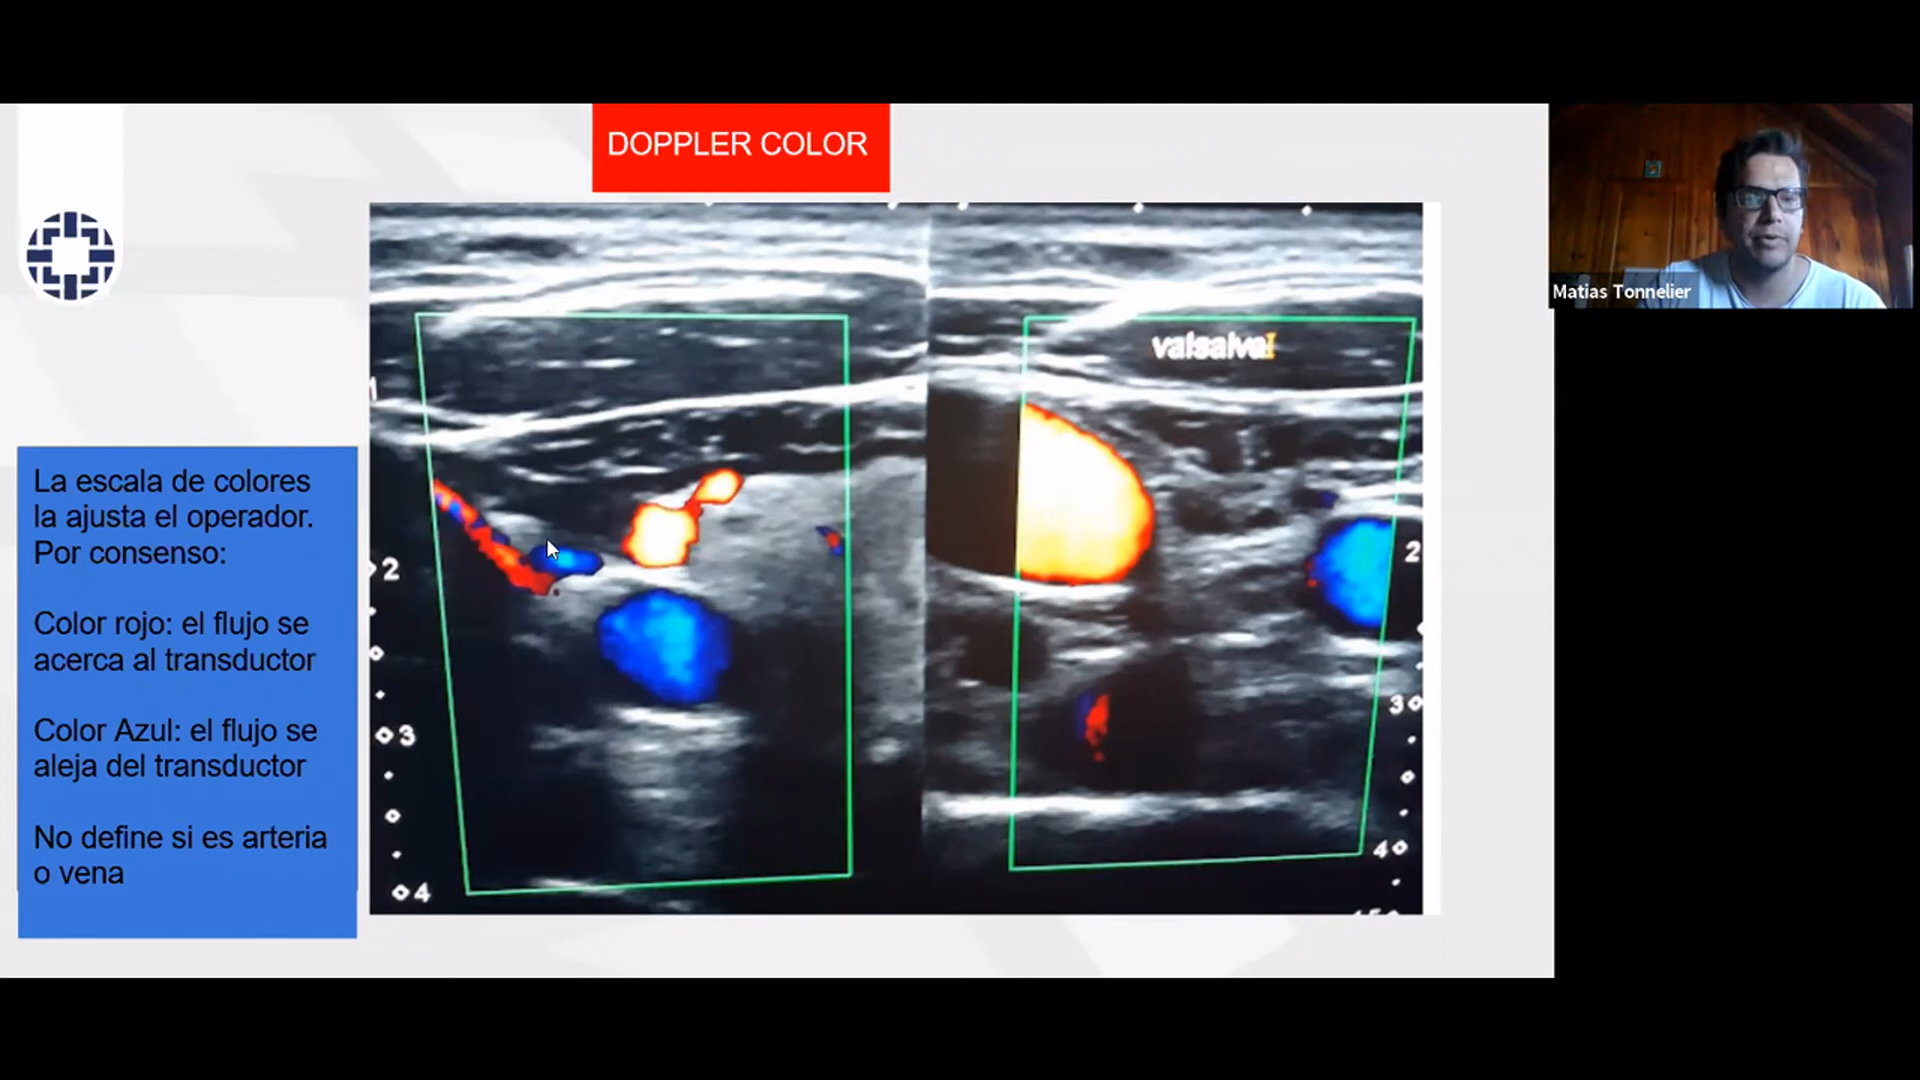 DOPPLER COLOR
Matias Tonnelier
La escala de colores
la ajusta el operador.
Por consenso:
Color rojo: el flujo se
acerca al transductor
Color Azul: el flujo se
aleja del transductor
No define si es arteria
o vena
valsalva
1
2
3
4
2
3
4